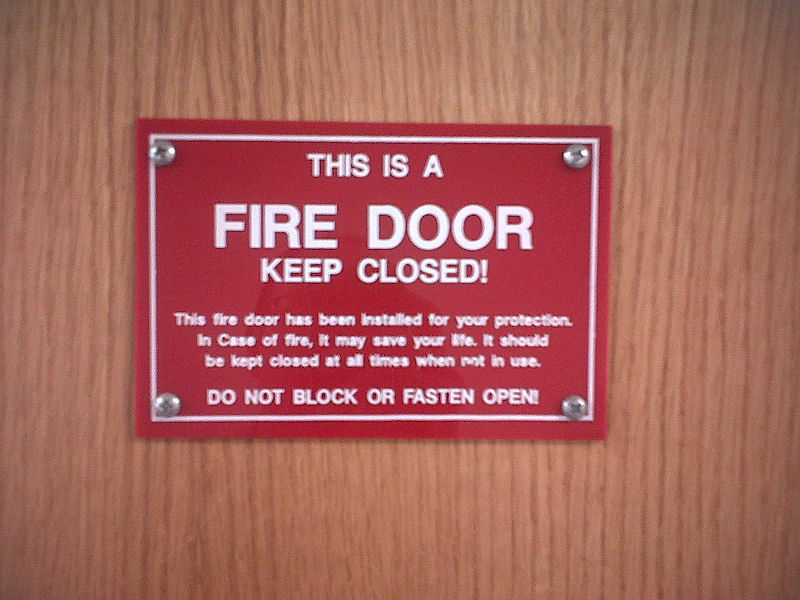 THIS IS A
FIRE DOOR
KEEP CLOSED!
This fire door has been installed for your protection.
In Case of fire, it may save your life. It should
be kept closed at all times when not in use.
DO NOT BLOCK OR FASTEN OPEN!